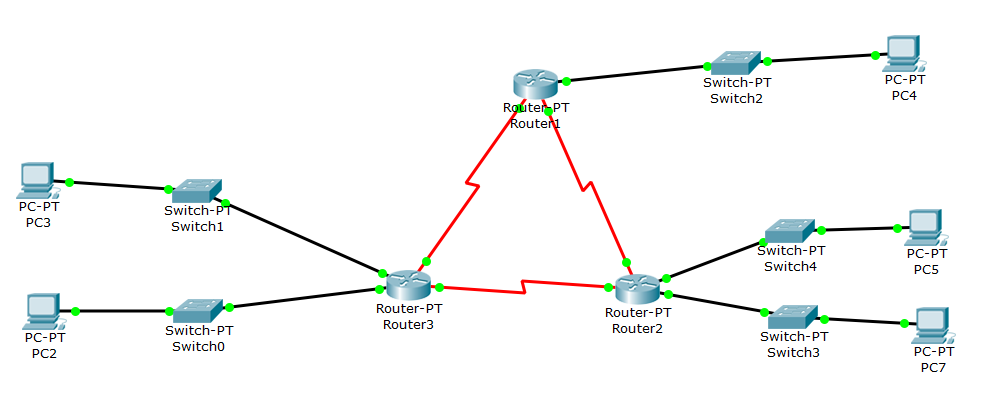 Switch-PT
Switch2
PC-PT
PC4
Router-PT
Router1
PC-PT
PC3
Switch-PT
Switch1
Switch-PT
Switch4
PC-PT
PC5
Router-PT
Router3
Router-PT
Router2
Switch-PT
Switch0
PC-PT
PC2
Switch-PT
Switch3
PC-PT
PC7